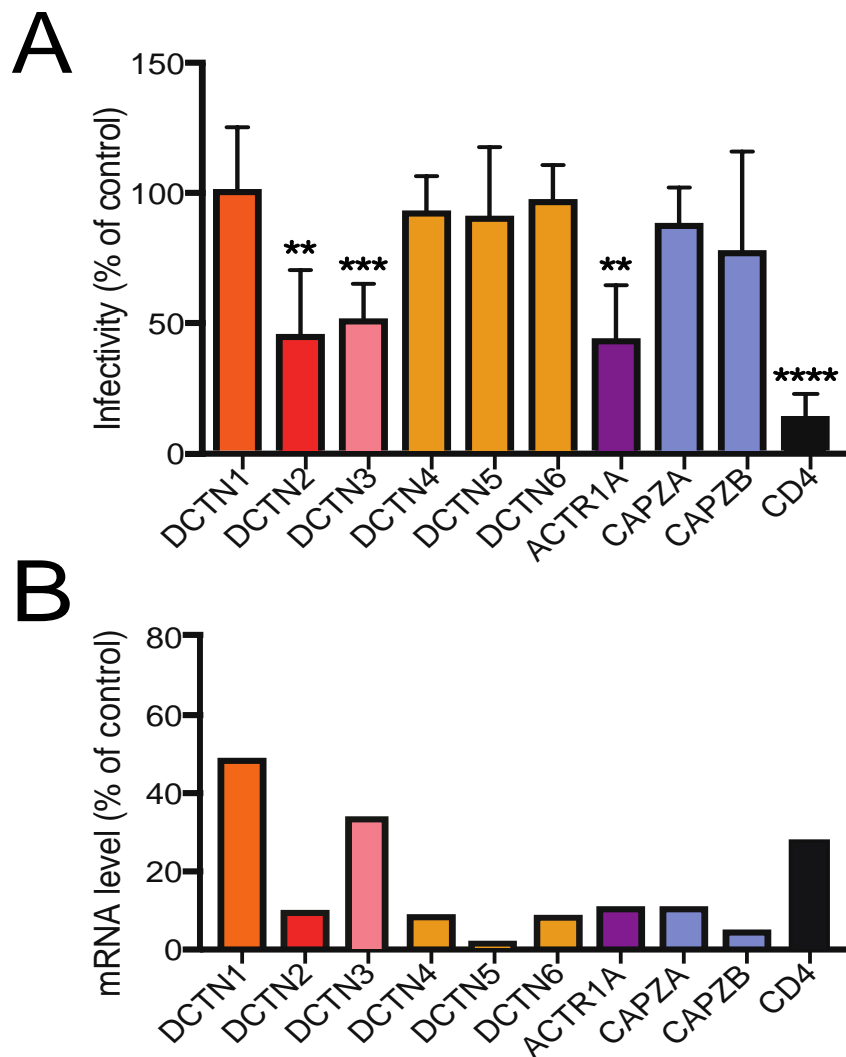 A
Infectivity (% of control)
150
100
50
0
**
***
**
****
DCTN1
DCTN2
DCTN3
DCTN4
DCTN5
DCTN6
ACTR1A
CAPZA
CAPZB
CD4
B
mRNA level (% of control)
80
60
40
20
0
DCTN1
DCTN2
DCTN3
DCTN4
DCTN5
DCTN6
ACTR1A
CAPZA
CAPZB
CD4